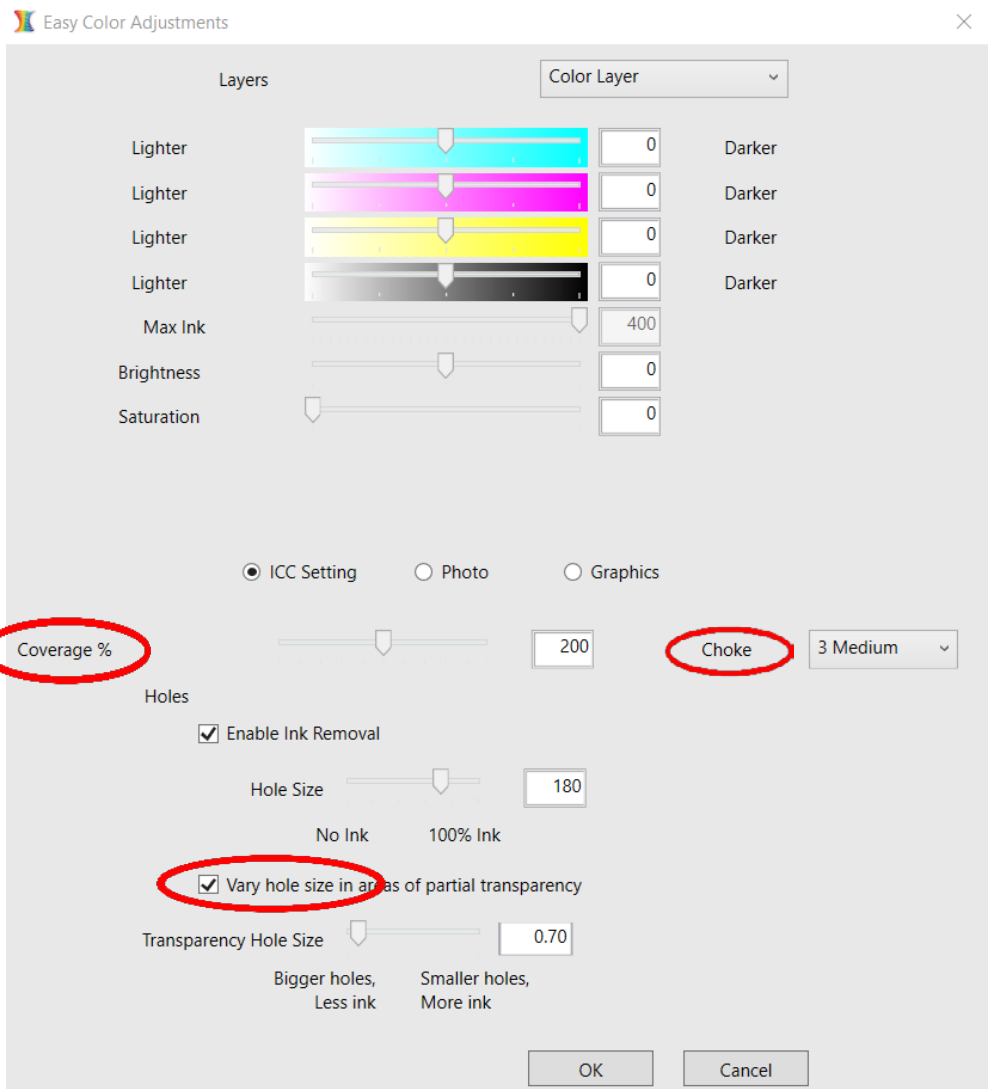 Easy Color Adjustments
Layers Color Layer
Lighter 0 Darker
Lighter 0 Darker
Lighter 0 Darker
Lighter 0 Darker
Max Ink 400
Brightness 0
Saturation 0
ICC Setting Photo Graphics
Coverage % 200 Choke 3 Medium
Holes
Enable Ink Removal
Hole Size 180
No Ink 100% Ink
Vary hole size in areas of partial transparency
Transparency Hole Size 0.70
Bigger holes, Smaller holes,
Less ink More ink
OK Cancel